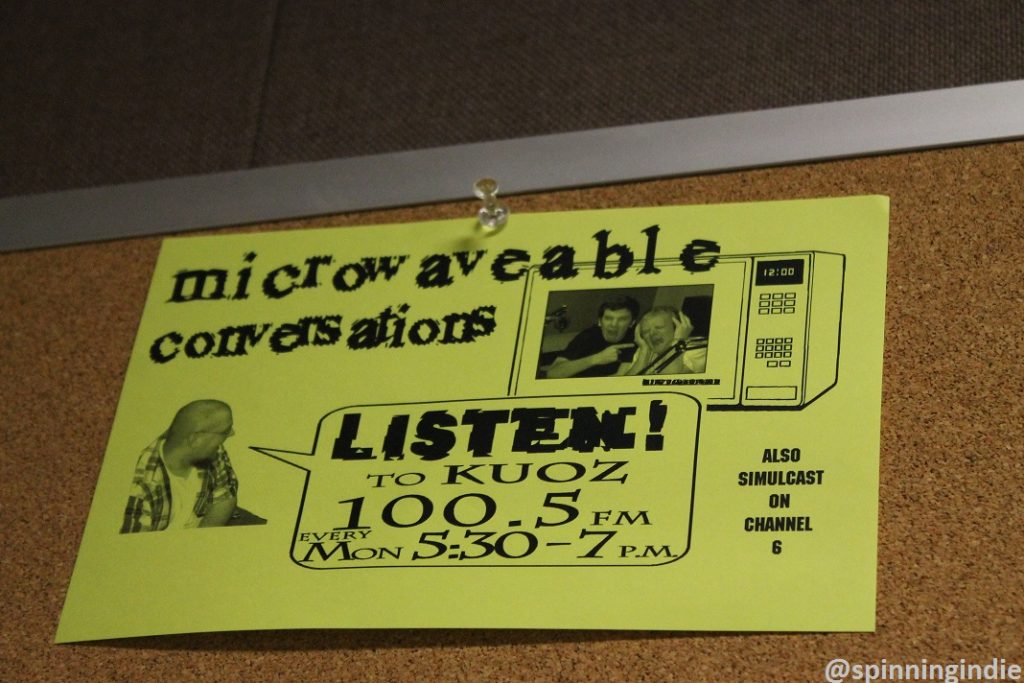 microwaveable
conversations
12:00
LISTEN!
TO KUOZ
100.5 FM
EVERY
MON 5:30-7 P.M.
ALSO
SIMULCAST
ON
CHANNEL
6
@spinningindie